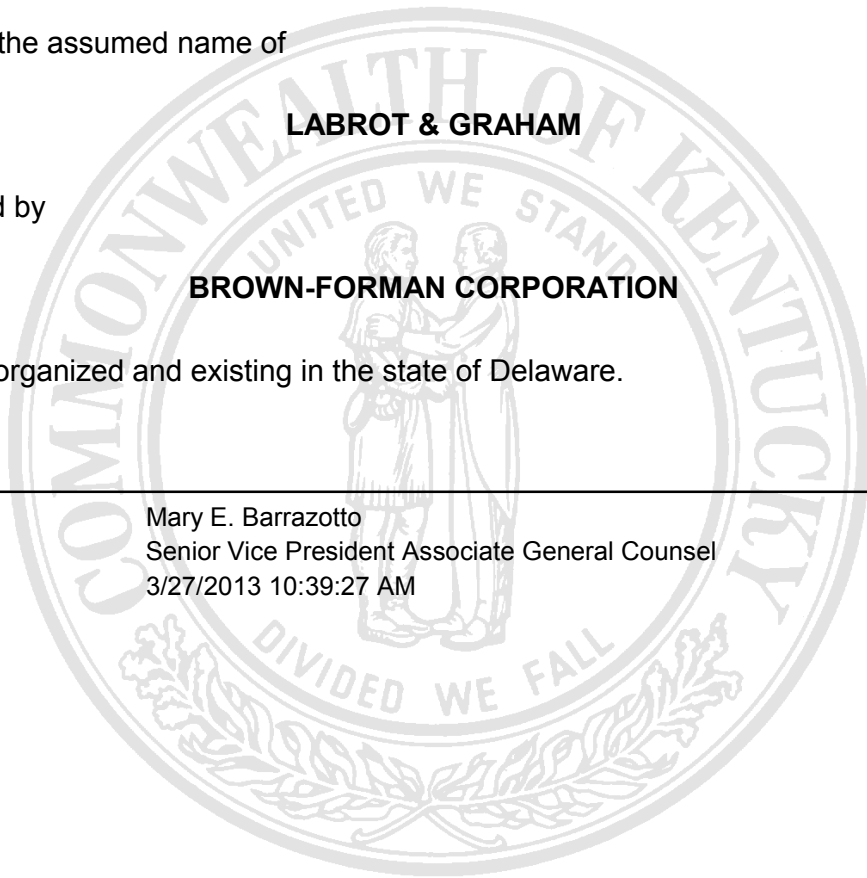 the assumed name of
LABROT & GRAHAM
d by
BROWN-FORMAN CORPORATION
organized and existing in the state of Delaware.
Mary E. Barrazotto
Senior Vice President Associate General Counsel
3/27/2013 10:39:27 AM
COMMONWEALTH OF KENTUCKY
UNITED WE STAND
DIVIDED WE FALL